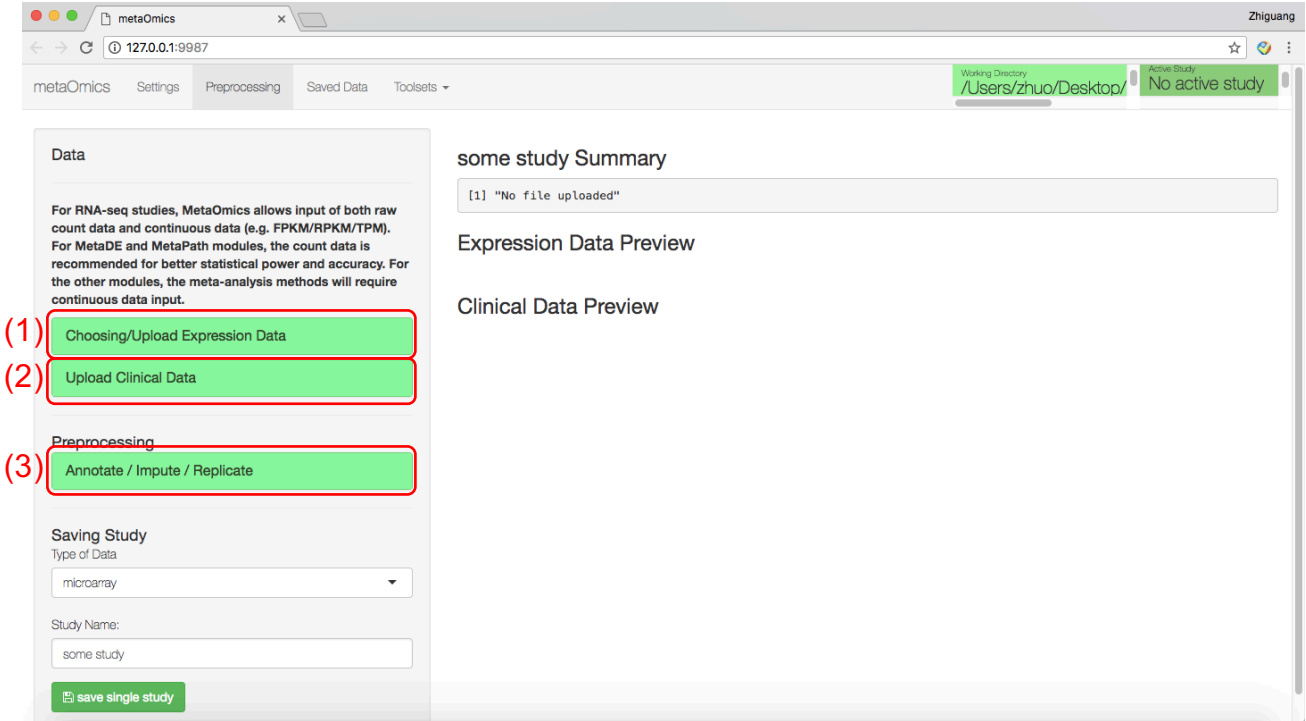 metaOmics
Zhiguang
127.0.0.1:9987
metaOmics Settings Preprocessing Saved Data Toolsets
Working Directory
/Users/zhuo/Desktop/
Active Study
No active study
Data
For RNA-seq studies, MetaOmics allows input of both raw
count data and continuous data (e.g. FPKM/RPKM/TPM).
For MetaDE and MetaPath modules, the count data is
recommended for better statistical power and accuracy. For
the other modules, the meta-analysis methods will require
continuous data input.
(1) Choosing/Upload Expression Data
(2) Upload Clinical Data
Preprocessing
(3) Annotate / Impute / Replicate
Saving Study
Type of Data
microarray
Study Name:
some study
save single study
some study Summary
[1] "No file uploaded"
Expression Data Preview
Clinical Data Preview